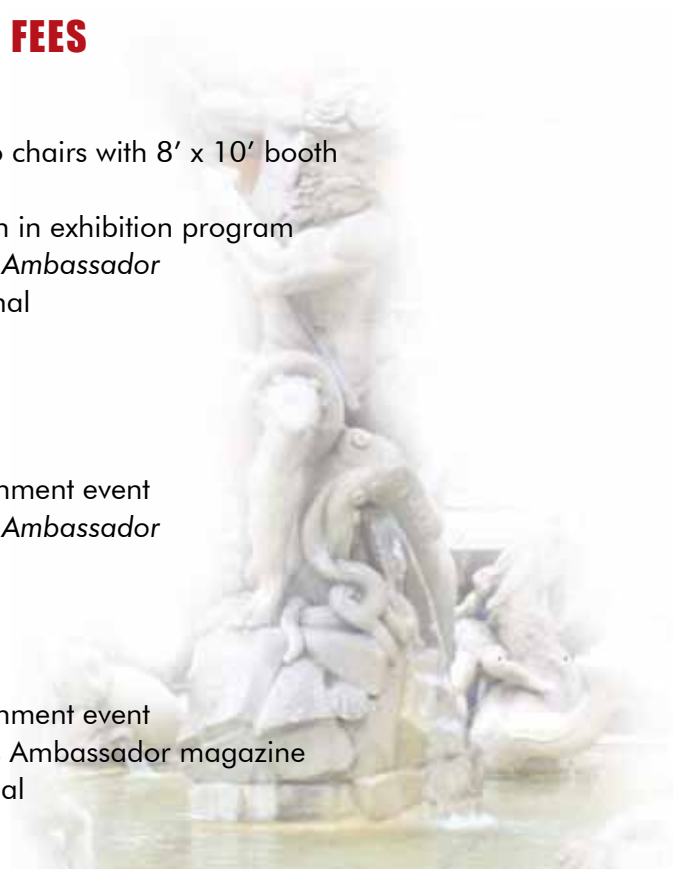 FEES
chairs with 8’ x 10’ booth
in exhibition program
Ambassador
nal
nment event
Ambassador
nment event
Ambassador magazine
al